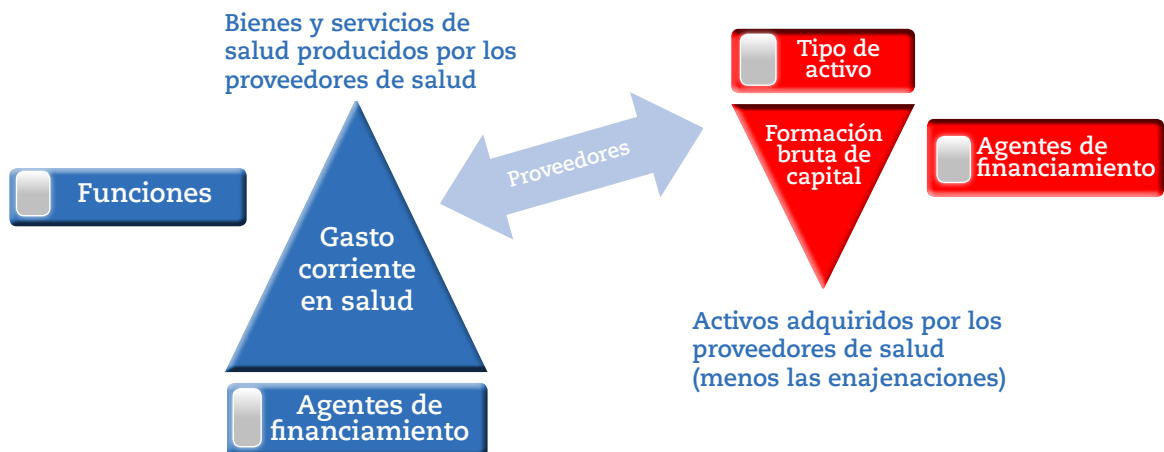 Bienes y servicios de
salud producidos por los
proveedores de salud
Funciones
Gasto
corriente
en salud
Agentes de
financiamiento
Proveedores
Tipo de
activo
Formación
bruta de
capital
Agentes de
financiamiento
Activos adquiridos por los
proveedores de salud
(menos las enajenaciones)